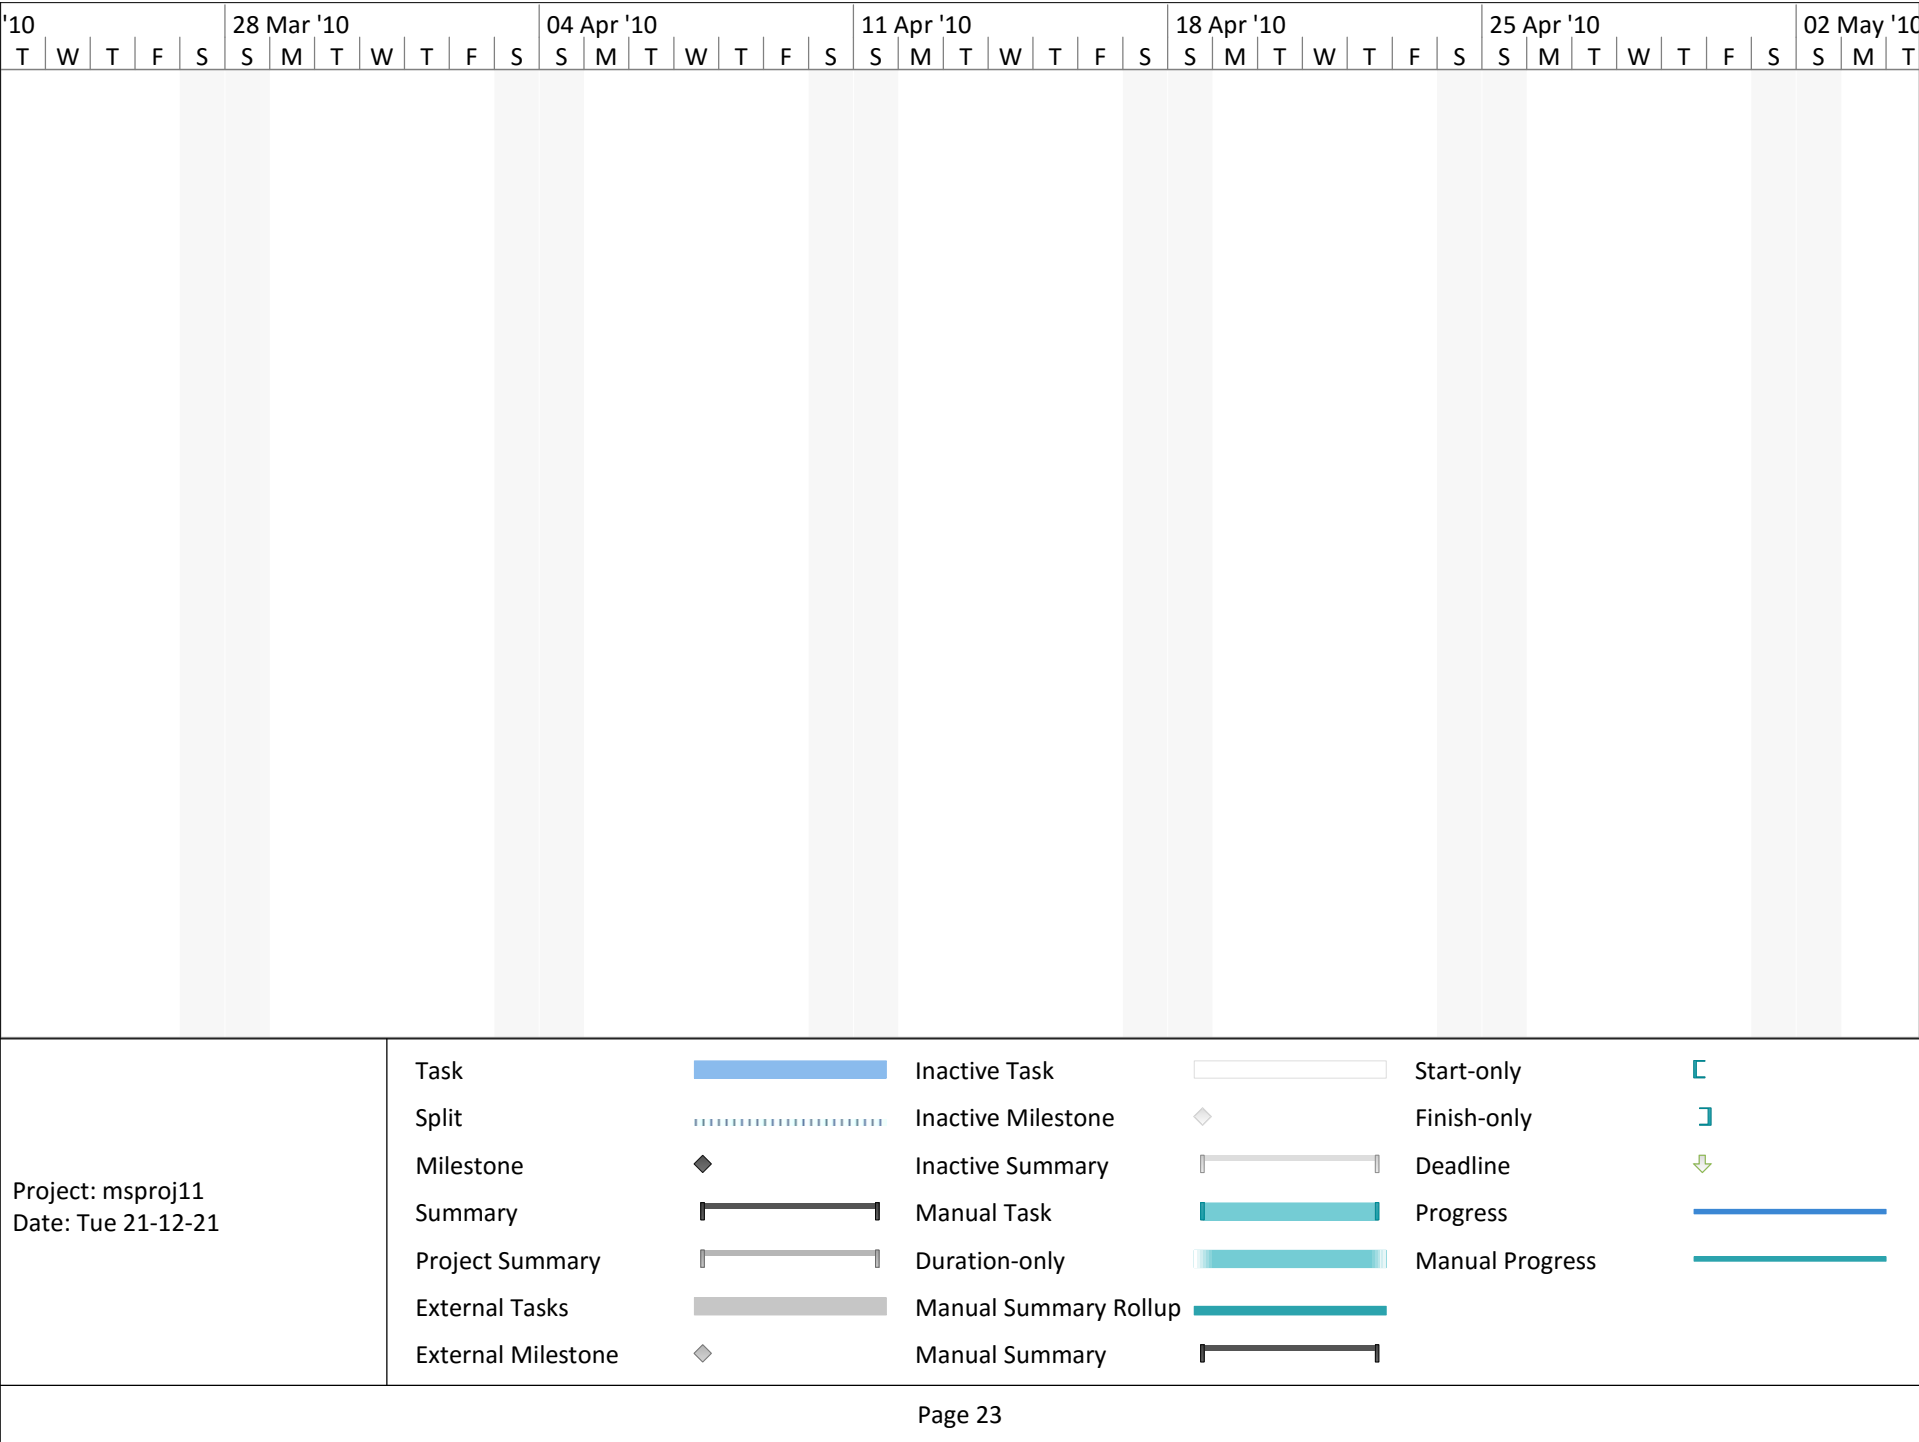 '10 28 Mar '10 04 Apr '10 11 Apr '10 18 Apr '10 25 Apr '10 02 May '10
T W T F S S M T W T F S S M T W T F S S M T W T F S S M T W T F S S M T W T F S S M T
Task Inactive Task Start-only
Split Inactive Milestone Finish-only
Milestone Inactive Summary Deadline
Project: msproj11
Date: Tue 21-12-21
Summary Manual Task Progress
Project Summary Duration-only Manual Progress
External Tasks Manual Summary Rollup
External Milestone Manual Summary
Page 23